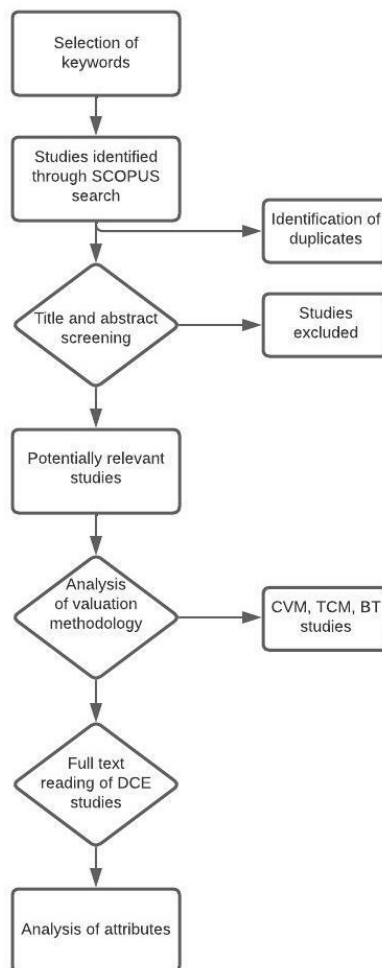 Selection of
keywords
Studies identified
through SCOPUS
search
Identification of
duplicates
Title and abstract
screening
Studies
excluded
Potentially relevant
studies
Analysis
of valuation
methodology
CVM, TCM, BT
studies
Full text
reading of DCE
studies
Analysis of attributes